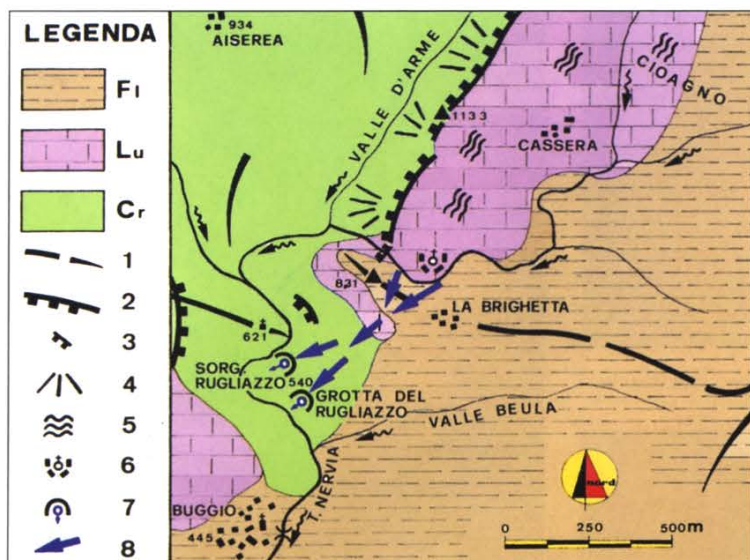 LEGENDA
Fl
Lu
Cr
1
2
3
4
5
6
7
8
934
AISEREA
VALLE D'ARME
1133
CIOAGNO
CASSERA
831
LA BRIGHETTA
621
SORG.
RUGLIAZZO 540
GROTTA DEL
RUGLIAZZO
VALLE BEULA
T. NERVIA
BUGGIO
445
nord
0 250 500m